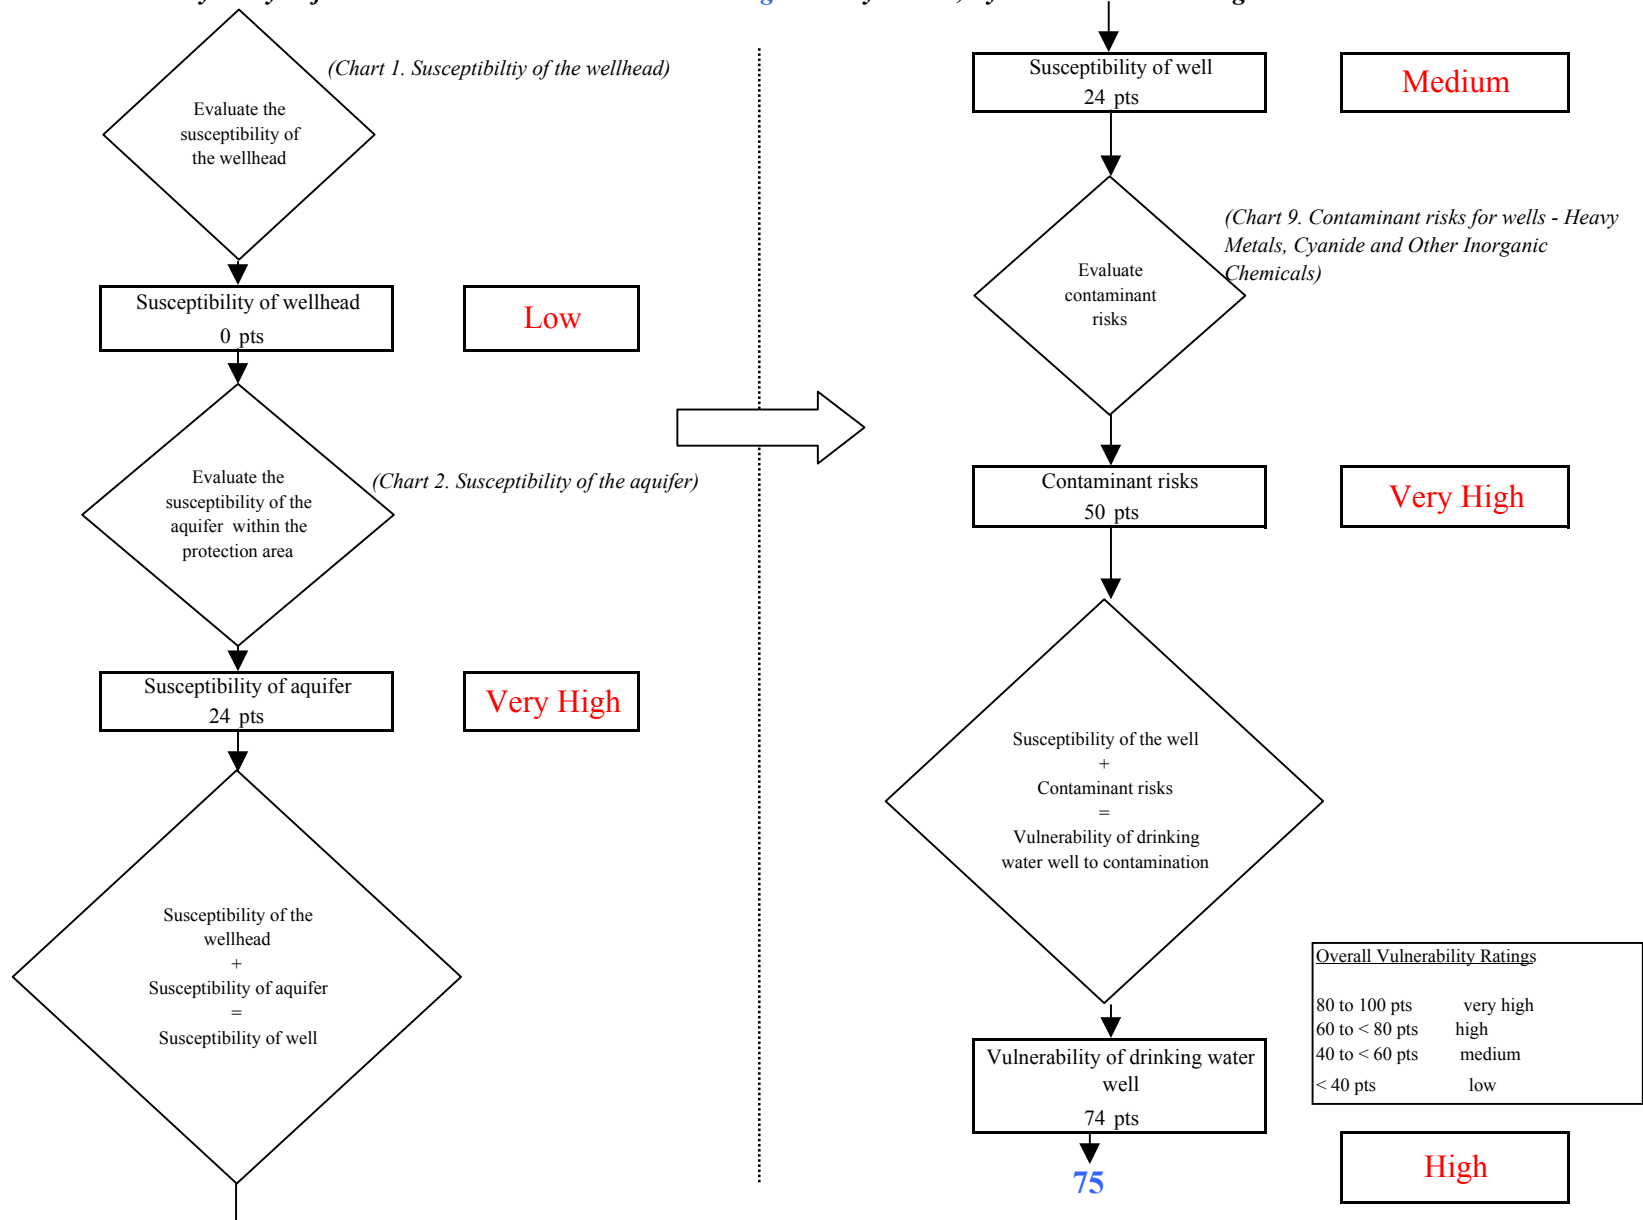 (Chart 1. Susceptibiltiy of the wellhead)
Evaluate the
susceptibility of
the wellhead
Susceptibility of wellhead
0 pts
Low
Evaluate the
susceptibility of the
aquifer within the
protection area
(Chart 2. Susceptibility of the aquifer)
Susceptibility of aquifer
24 pts
Very High
Susceptibility of the
wellhead
+
Susceptibility of aquifer
=
Susceptibility of well
Susceptibility of well
24 pts
Medium
(Chart 9. Contaminant risks for wells - Heavy
Metals, Cyanide and Other Inorganic
Chemicals)
Evaluate
contaminant
risks
Contaminant risks
50 pts
Very High
Susceptibility of the well
+
Contaminant risks
=
Vulnerability of drinking
water well to contamination
Overall Vulnerability Ratings
80 to 100 pts very high
60 to < 80 pts high
40 to < 60 pts medium
< 40 pts low
Vulnerability of drinking water
well
74 pts
75
High